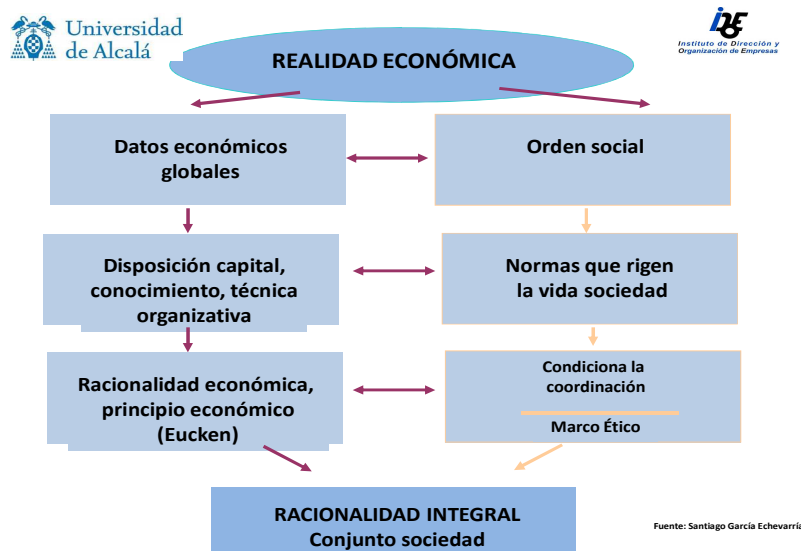 Universidad
de Alcalá
REALIDAD ECONÓMICA
Instituto de Dirección y
Organización de Empresas
Datos económicos
globales
Orden social
Disposición capital,
conocimiento, técnica
organizativa
Normas que rigen
la vida sociedad
Racionalidad económica,
principio económico
(Eucken)
Condiciona la
coordinación
Marco Ético
RACIONALIDAD INTEGRAL
Conjunto sociedad
Fuente: Santiago García Echevarría